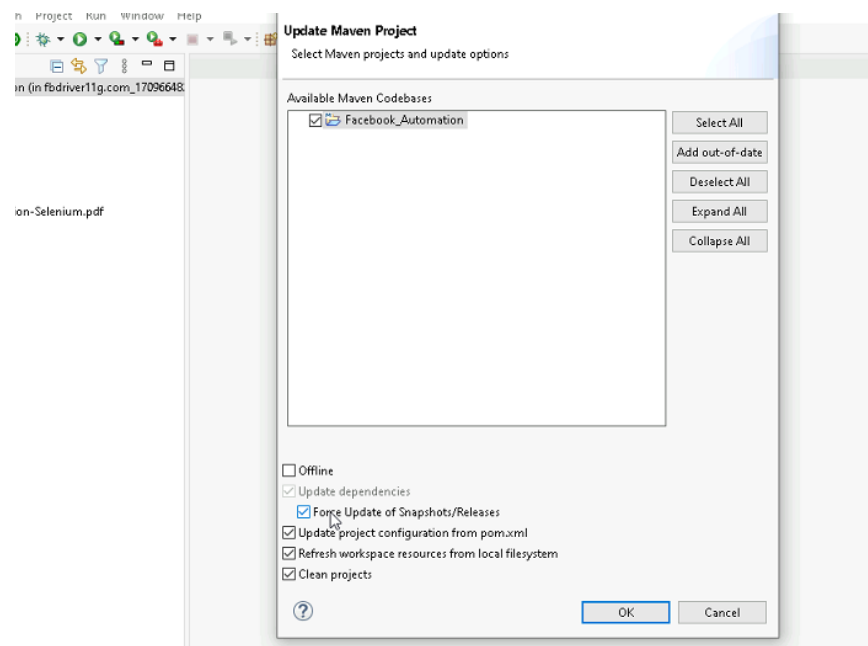 Project Run Window Help
Update Maven Project
Select Maven projects and update options
on (in fbdriver11g.com_17096648
Available Maven Codebases
Facebook_Automation
Select All
Add out-of-date
Deselect All
ion-Selenium.pdf
Expand All
Collapse All
Offline
Update dependencies
Force Update of Snapshots/Releases
Update project configuration from pom.xml
Refresh workspace resources from local filesystem
Clean projects
OK
Cancel